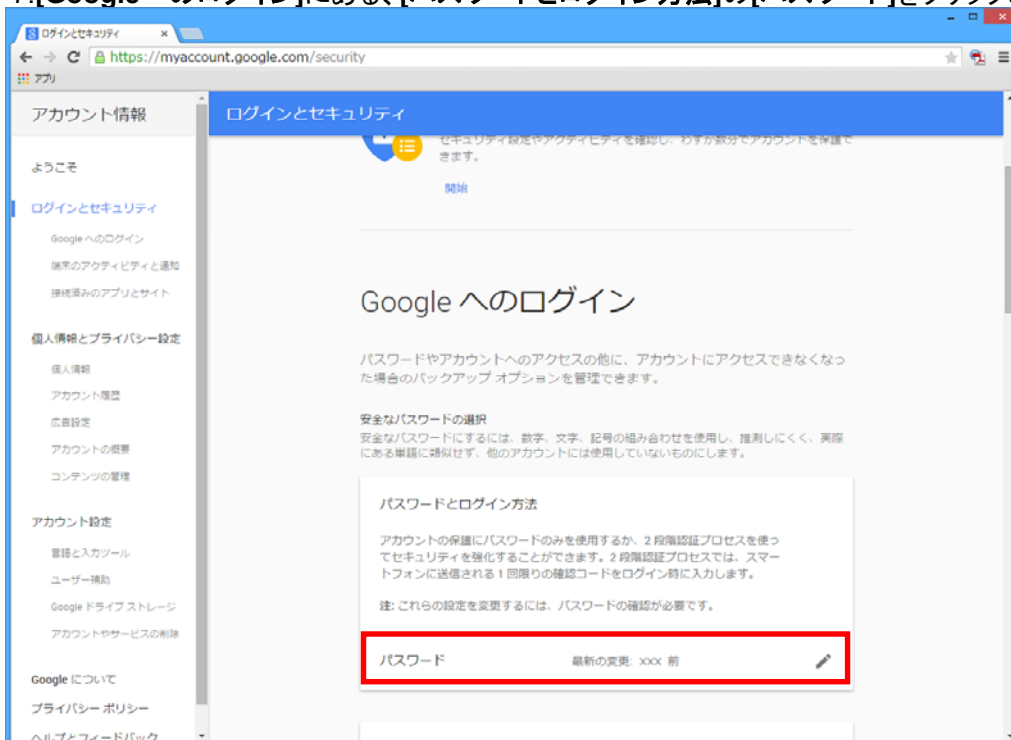 ログインとセキュリティ
https://myaccount.google.com/security
アプリ
アカウント情報
ログインとセキュリティ
ようこそ
ログインとセキュリティ
Google へのログイン
端末のアクティビティと通知
接続済みのアプリとサイト
個人情報とプライバシー設定
個人情報
アカウント履歴
広告設定
アカウントの概要
コンテンツの管理
アカウント設定
言語と入力ツール
ユーザー補助
Google ドライブ ストレージ
アカウントやサービスの削除
Google について
プライバシー ポリシー
ヘルプとフィードバック
セキュリティ設定やアクティビティを確認し、わずか数分でアカウントを保護で
きます。
開始
Google へのログイン
パスワードやアカウントへのアクセスの他に、アカウントにアクセスできなくなっ
た場合のバックアップ オプションを管理できます。
安全なパスワードの選択
安全なパスワードにするには、数字、文字、記号の組み合わせを使用し、推測しにくく、実際
にある単語に類似せず、他のアカウントには使用していないものにします。
パスワードとログイン方法
アカウントの保護にパスワードのみを使用するか、2 段階認証プロセスを使っ
てセキュリティを強化することができます。2 段階認証プロセスでは、スマー
トフォンに送信される 1 回限りの確認コードをログイン時に入力します。
注: これらの設定を変更するには、パスワードの確認が必要です。
パスワード 最新の変更: xxx 前